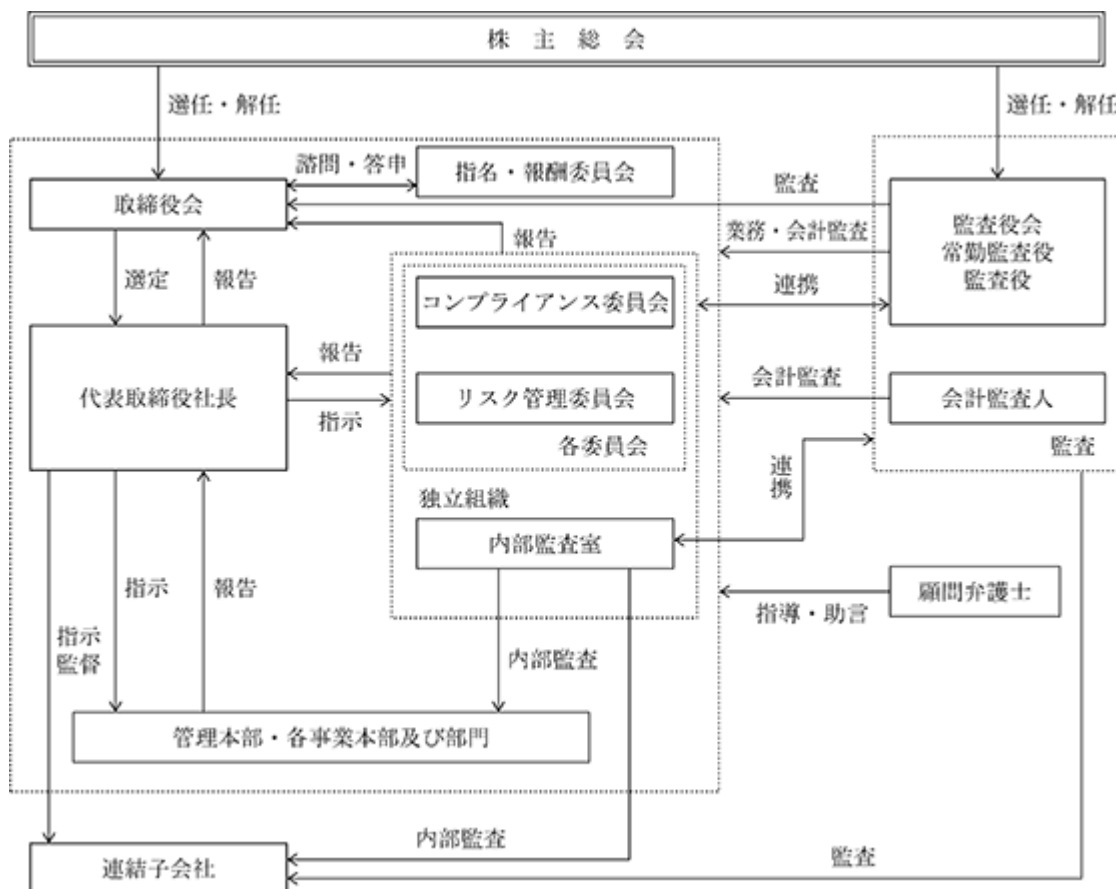 株主総会
選任・解任
選任・解任
諮問・答申
指名・報酬委員会
取締役会
監査
監査役会
常勤監査役
監査役
業務・会計監査
報告
選定
報告
連携
コンプライアンス委員会
代表取締役社長
報告
指示
リスク管理委員会
各委員会
会計監査
会計監査人
監査
連携
独立組織
内部監査室
指示
報告
顧問弁護士
指導・助言
指示
監督
内部監査
管理本部・各事業本部及び部門
内部監査
監査
連結子会社